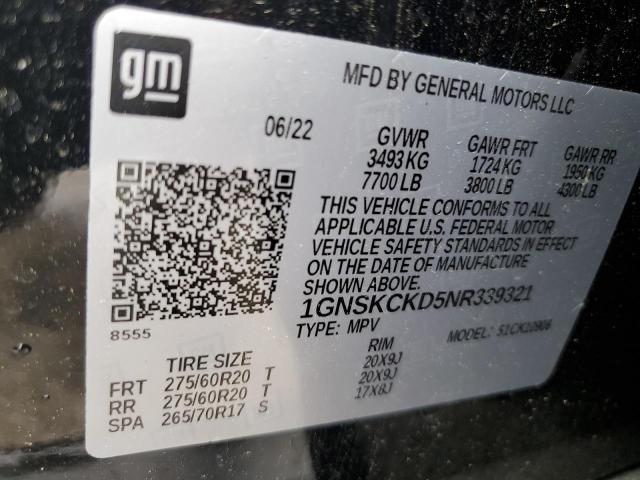 gm
MFD BY GENERAL MOTORS LLC
06/22 GVWR GAWR FRT GAWR RR
3493 KG 1724 KG 1950 KG
7700 LB 3800 LB 4300 LB
THIS VEHICLE CONFORMS TO ALL
APPLICABLE U.S. FEDERAL MOTOR
VEHICLE SAFETY STANDARDS IN EFFECT
ON THE DATE OF MANUFACTURE
SHOWN ABOVE.
1GNSKCKD5NR339321
8555 TYPE: MPV MODEL: 51CK10906
TIRE SIZE RIM
FRT 275/60R20 T 20X9J
RR 275/60R20 T 20X9J
SPA 265/70R17 S 17X8J